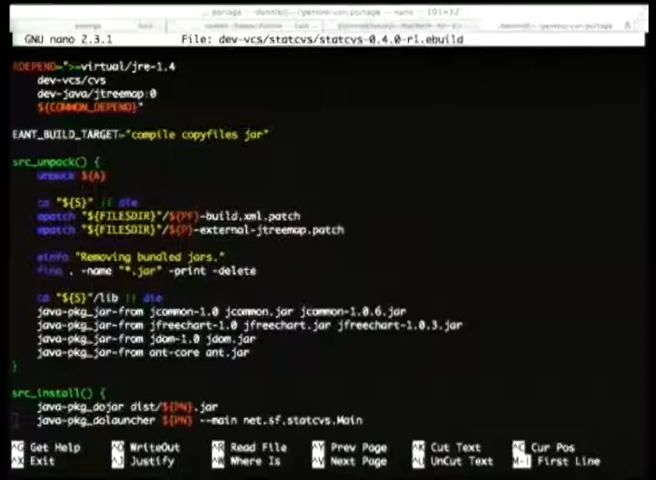 GNU nano 2.3.1 File: dev-vcs/statcvs/statcvs-0.4.0-r1.ebuild
RDEPEND=">=virtual/jre-1.4
dev-vcs/cvs
dev-java/jtreemap:0
${COMMON_DEPEND}"
EANT_BUILD_TARGET="compile copyfiles jar"
src_unpack() {
unpack ${A}
cd "${S}" || die
epatch "${FILESDIR}"/${PF}-build.xml.patch
epatch "${FILESDIR}"/${P}-external-jtreemap.patch
einfo "Removing bundled jars."
find . -name "*.jar" -print -delete
cd "${S}"/lib || die
java-pkg_jar-from jcommon-1.0 jcommon.jar jcommon-1.0.6.jar
java-pkg_jar-from jfreechart-1.0 jfreechart.jar jfreechart-1.0.3.jar
java-pkg_jar-from jdom-1.0 jdom.jar
java-pkg_jar-from ant-core ant.jar
}
src_install() {
java-pkg_dojar dist/${PN}.jar
java-pkg_dolauncher ${PN} --main net.sf.statcvs.Main
^G Get Help ^O WriteOut ^R Read File ^Y Prev Page ^K Cut Text ^C Cur Pos
^X Exit ^J Justify ^W Where Is ^V Next Page ^U UnCut Text M-\ First Line